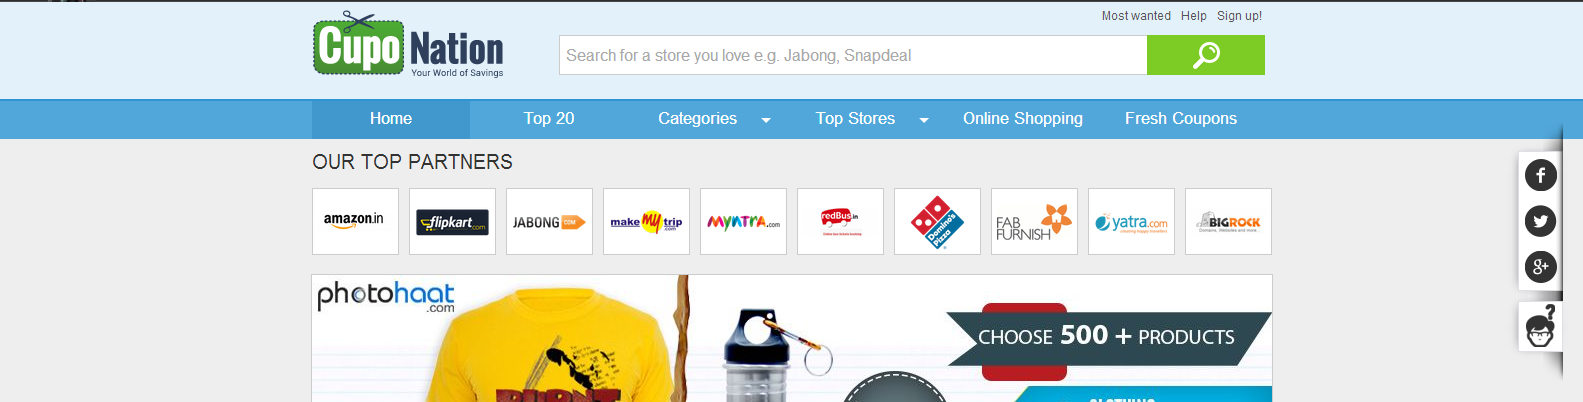 Most wanted Help Sign up!
Cupo Nation
Your World of Savings
Search for a store you love e.g. Jabong, Snapdeal
Home Top 20 Categories Top Stores Online Shopping Fresh Coupons
OUR TOP PARTNERS
amazon.in
flipkart.com
JABONG .COM
make my trip .com
myntra.com
redBus.in
Domino's Pizza
FAB FURNISH
yatra.com
creating happy travellers
BIGROCK
photohaat
.com
CHOOSE 500 + PRODUCTS